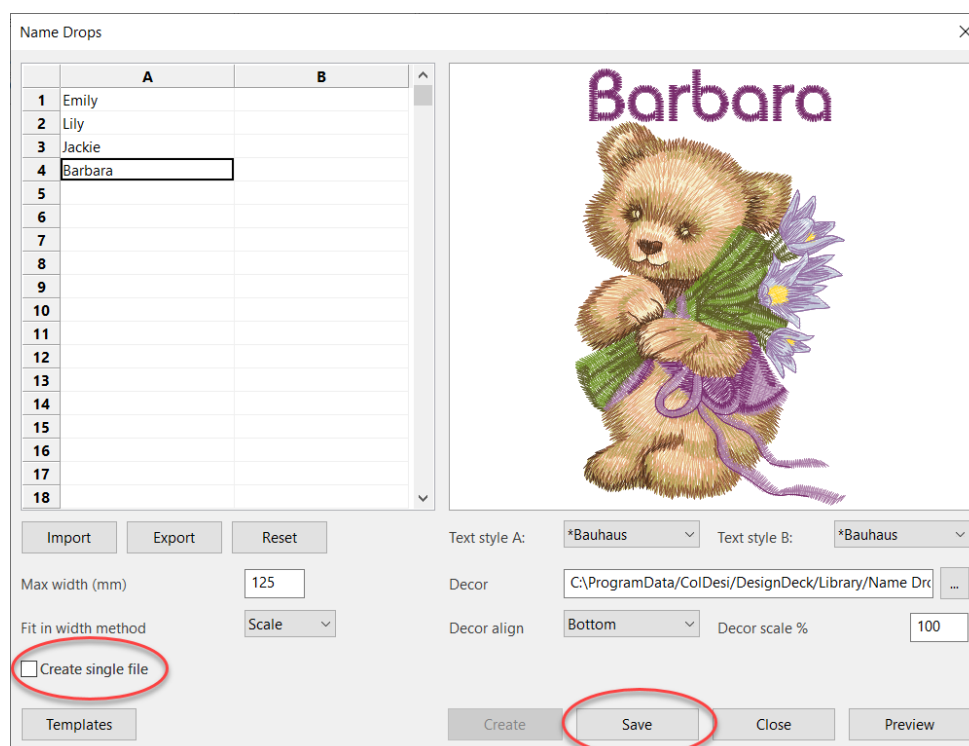 Name Drops
A B
1 Emily
2 Lily
3 Jackie
4 Barbara
5
6
7
8
9
10
11
12
13
14
15
16
17
18
Barbara
Import Export Reset
Text style A: *Bauhaus Text style B: *Bauhaus
Max width (mm) 125
Decor C:\ProgramData/ColDesi/DesignDeck/Library/Name Dro ...
Fit in width method Scale
Decor align Bottom Decor scale % 100
Create single file
Templates Create Save Close Preview